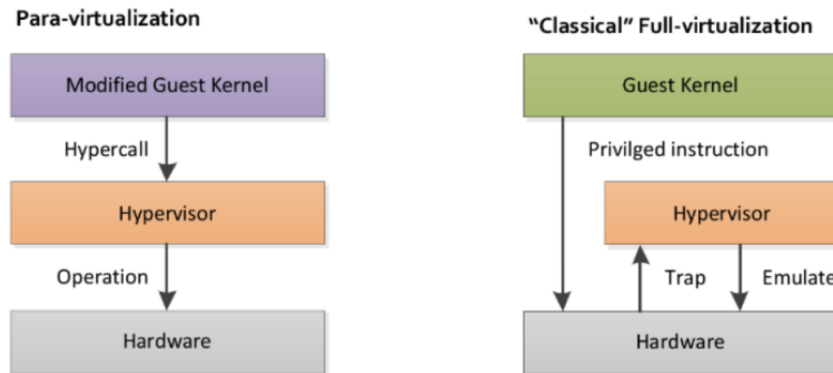 Para-virtualization
Modified Guest Kernel
Hypercall
Hypervisor
Operation
Hardware
“Classical” Full-virtualization
Guest Kernel
Privilged instruction
Hypervisor
Trap
Emulate
Hardware